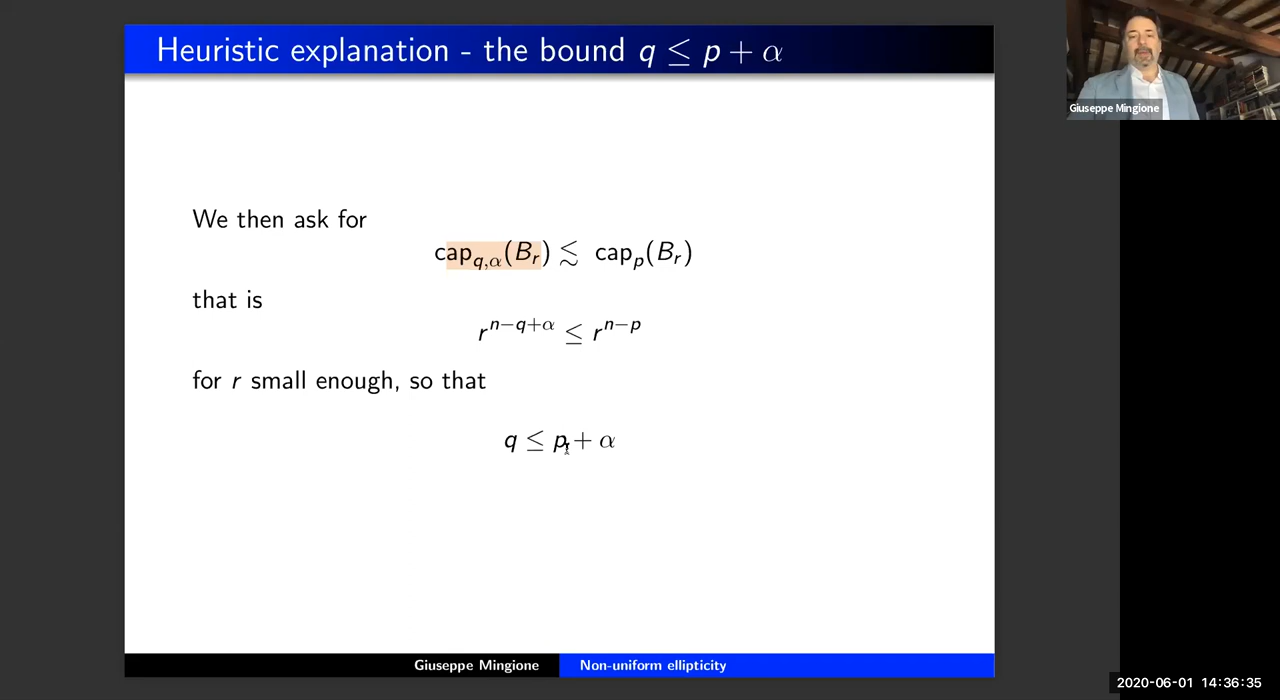 Heuristic explanation - the bound q ≤ p + α
Giuseppe Mingione
We then ask for
cap_{q,α}(B_r) ≲ cap_p(B_r)
that is
r^{n−q+α} ≤ r^{n−p}
for r small enough, so that
q ≤ p + α
Giuseppe Mingione Non-uniform ellipticity
2020-06-01 14:36:35